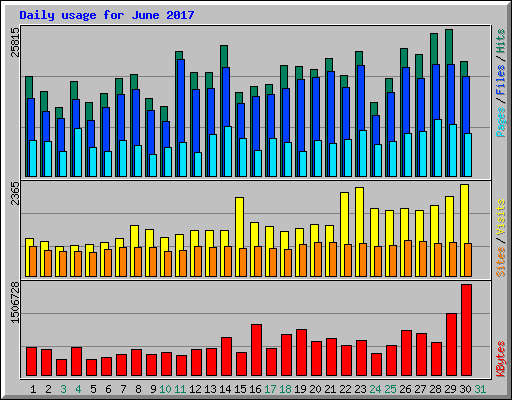 Daily usage for June 2017
25815
Pages / Files / Hits
2365
Sites / Visits
1506728
KBytes
1 2 3 4 5 6 7 8 9 10 11 12 13 14 15 16 17 18 19 20 21 22 23 24 25 26 27 28 29 30 31